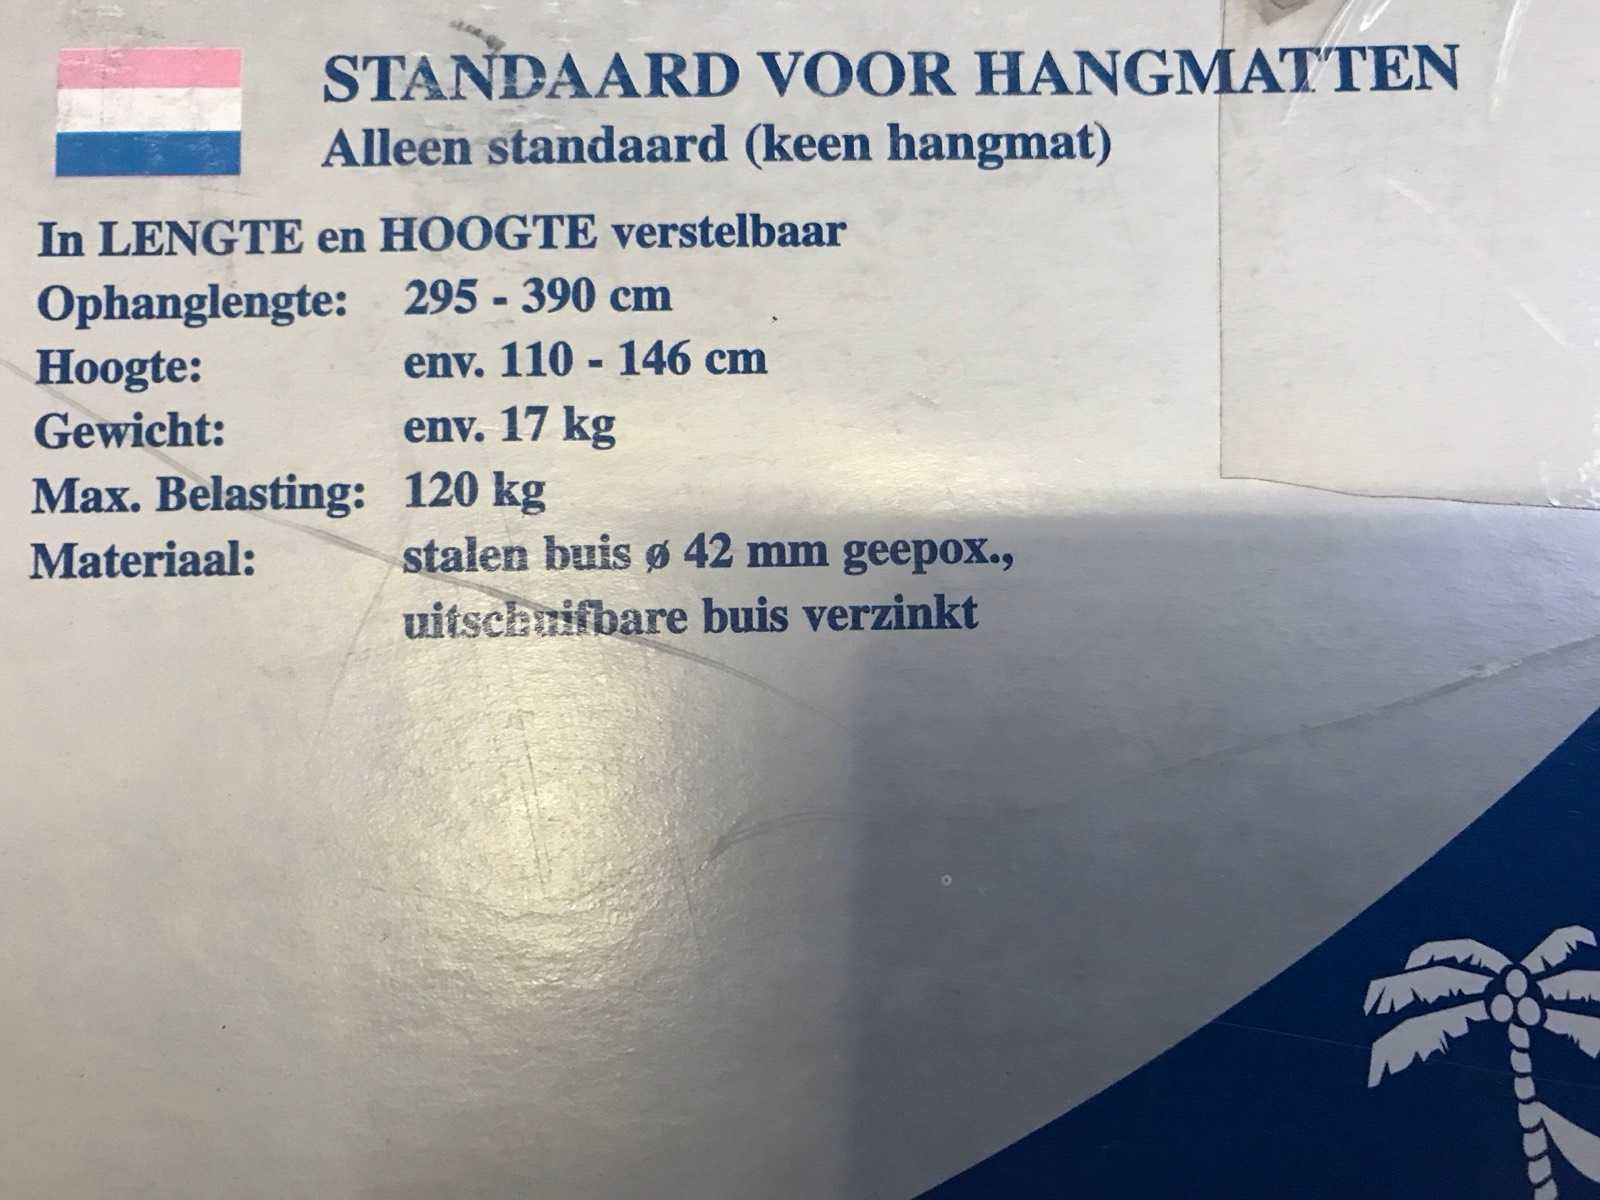 STANDAARD VOOR HANGMATTEN
Alleen standaard (keen hangmat)
In LENGTE en HOOGTE verstelbaar
Ophanglengte: 295 - 390 cm
Hoogte: env. 110 - 146 cm
Gewicht: env. 17 kg
Max. Belasting: 120 kg
Materiaal: stalen buis ø 42 mm geepox.,
uitschuifbare buis verzinkt